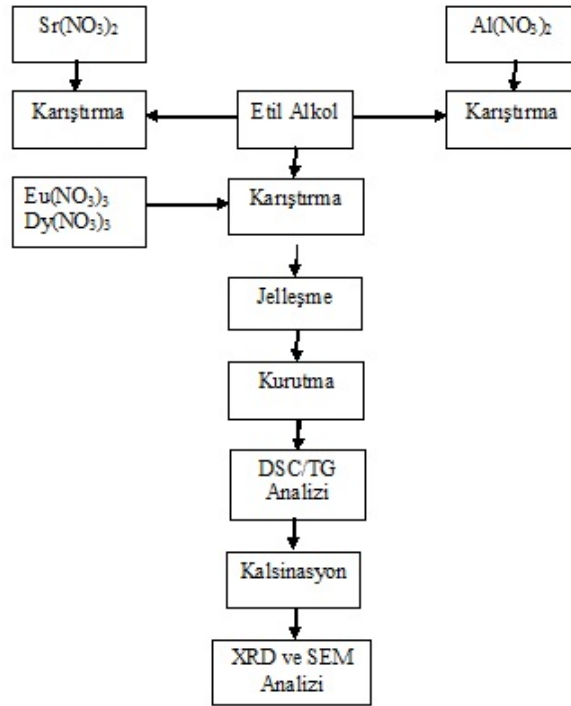 Sr(NO₃)₂
Al(NO₃)₂
Karıştırma
Etil Alkol
Karıştırma
Eu(NO₃)₃
Dy(NO₃)₃
Karıştırma
Jelleşme
Kurutma
DSC/TG
Analizi
Kalsinasyon
XRD ve SEM
Analizi